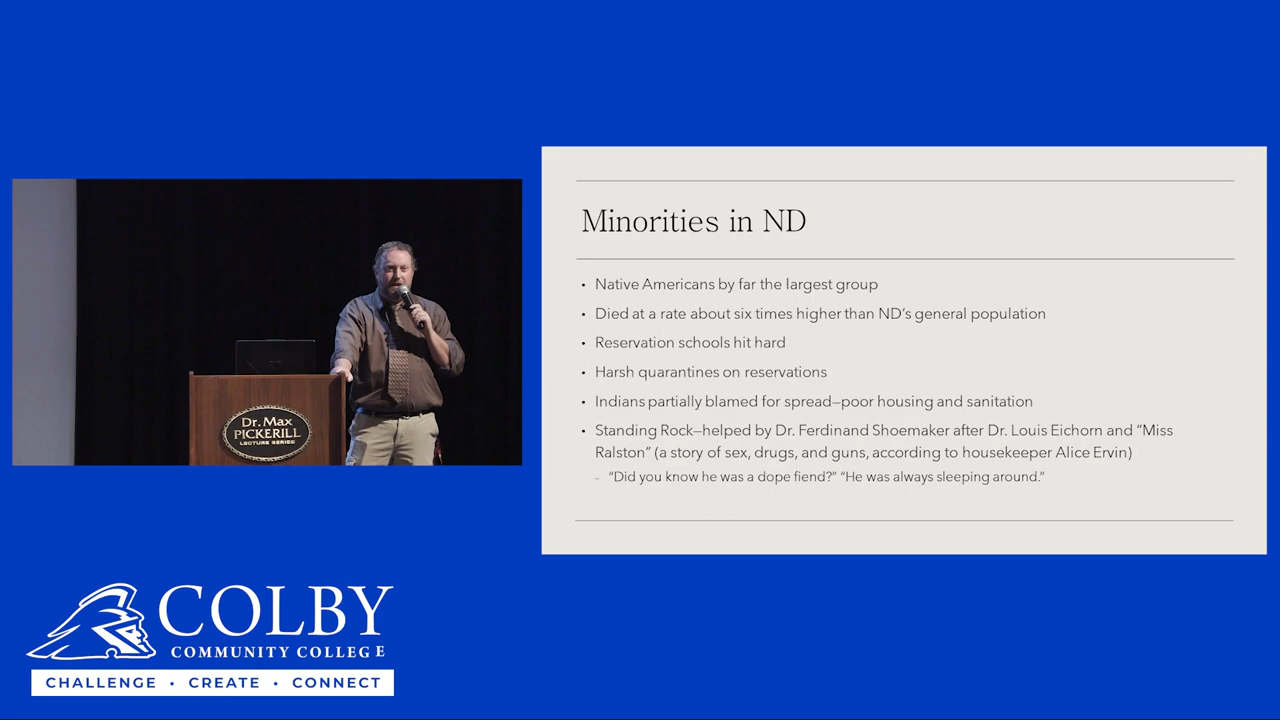 Minorities in ND
• Native Americans by far the largest group
• Died at a rate about six times higher than ND's general population
• Reservation schools hit hard
• Harsh quarantines on reservations
• Indians partially blamed for spread—poor housing and sanitation
• Standing Rock—helped by Dr. Ferdinand Shoemaker after Dr. Louis Eichorn and “Miss
Ralston” (a story of sex, drugs, and guns, according to housekeeper Alice Ervin)
- “Did you know he was a dope fiend?” “He was always sleeping around.”
Dr. Max
PICKERILL
LECTURE SERIES
COLBY
COMMUNITY COLLEGE
CHALLENGE • CREATE • CONNECT